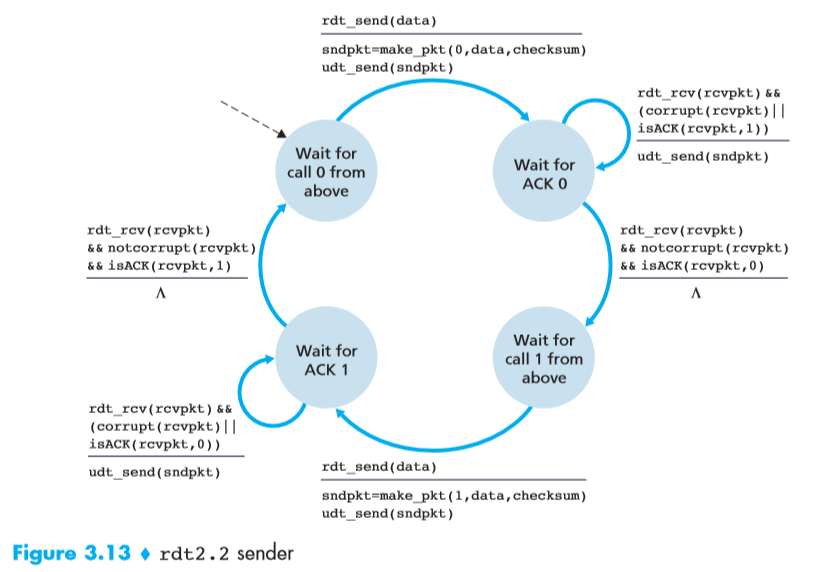 rdt_send(data)
sndpkt=make_pkt(0,data,checksum)
udt_send(sndpkt)
rdt_rcv(rcvpkt) &&
(corrupt(rcvpkt)||
isACK(rcvpkt,1))
udt_send(sndpkt)
Wait for
call 0 from
above
Wait for
ACK 0
rdt_rcv(rcvpkt)
&& notcorrupt(rcvpkt)
&& isACK(rcvpkt,1)
Λ
rdt_rcv(rcvpkt)
&& notcorrupt(rcvpkt)
&& isACK(rcvpkt,0)
Λ
Wait for
ACK 1
Wait for
call 1 from
above
rdt_rcv(rcvpkt) &&
(corrupt(rcvpkt)||
isACK(rcvpkt,0))
udt_send(sndpkt)
rdt_send(data)
sndpkt=make_pkt(1,data,checksum)
udt_send(sndpkt)
Figure 3.13 ♦ rdt2.2 sender